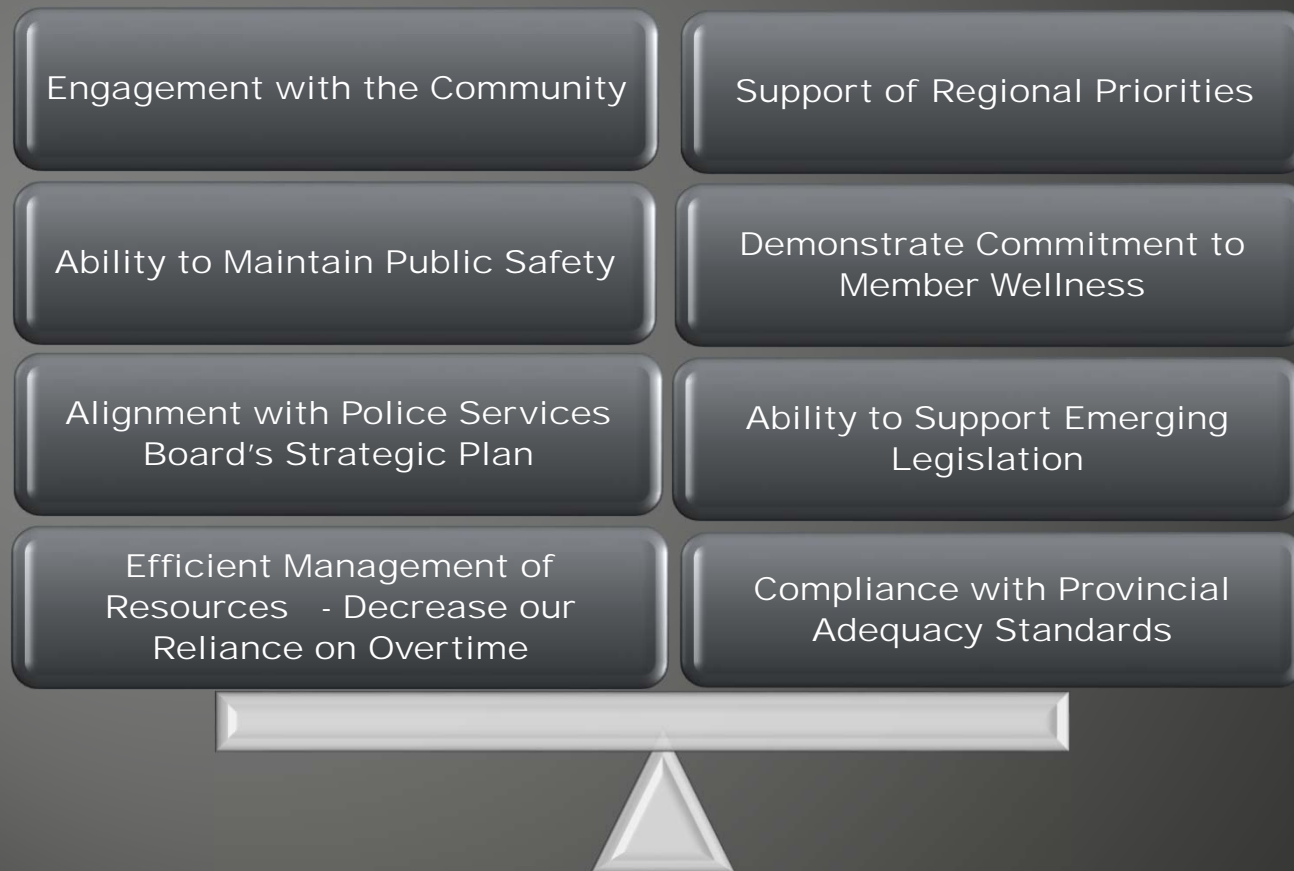 Engagement with the Community
Support of Regional Priorities
Ability to Maintain Public Safety
Demonstrate Commitment to
Member Wellness
Alignment with Police Services
Board's Strategic Plan
Ability to Support Emerging
Legislation
Efficient Management of
Resources - Decrease our
Reliance on Overtime
Compliance with Provincial
Adequacy Standards